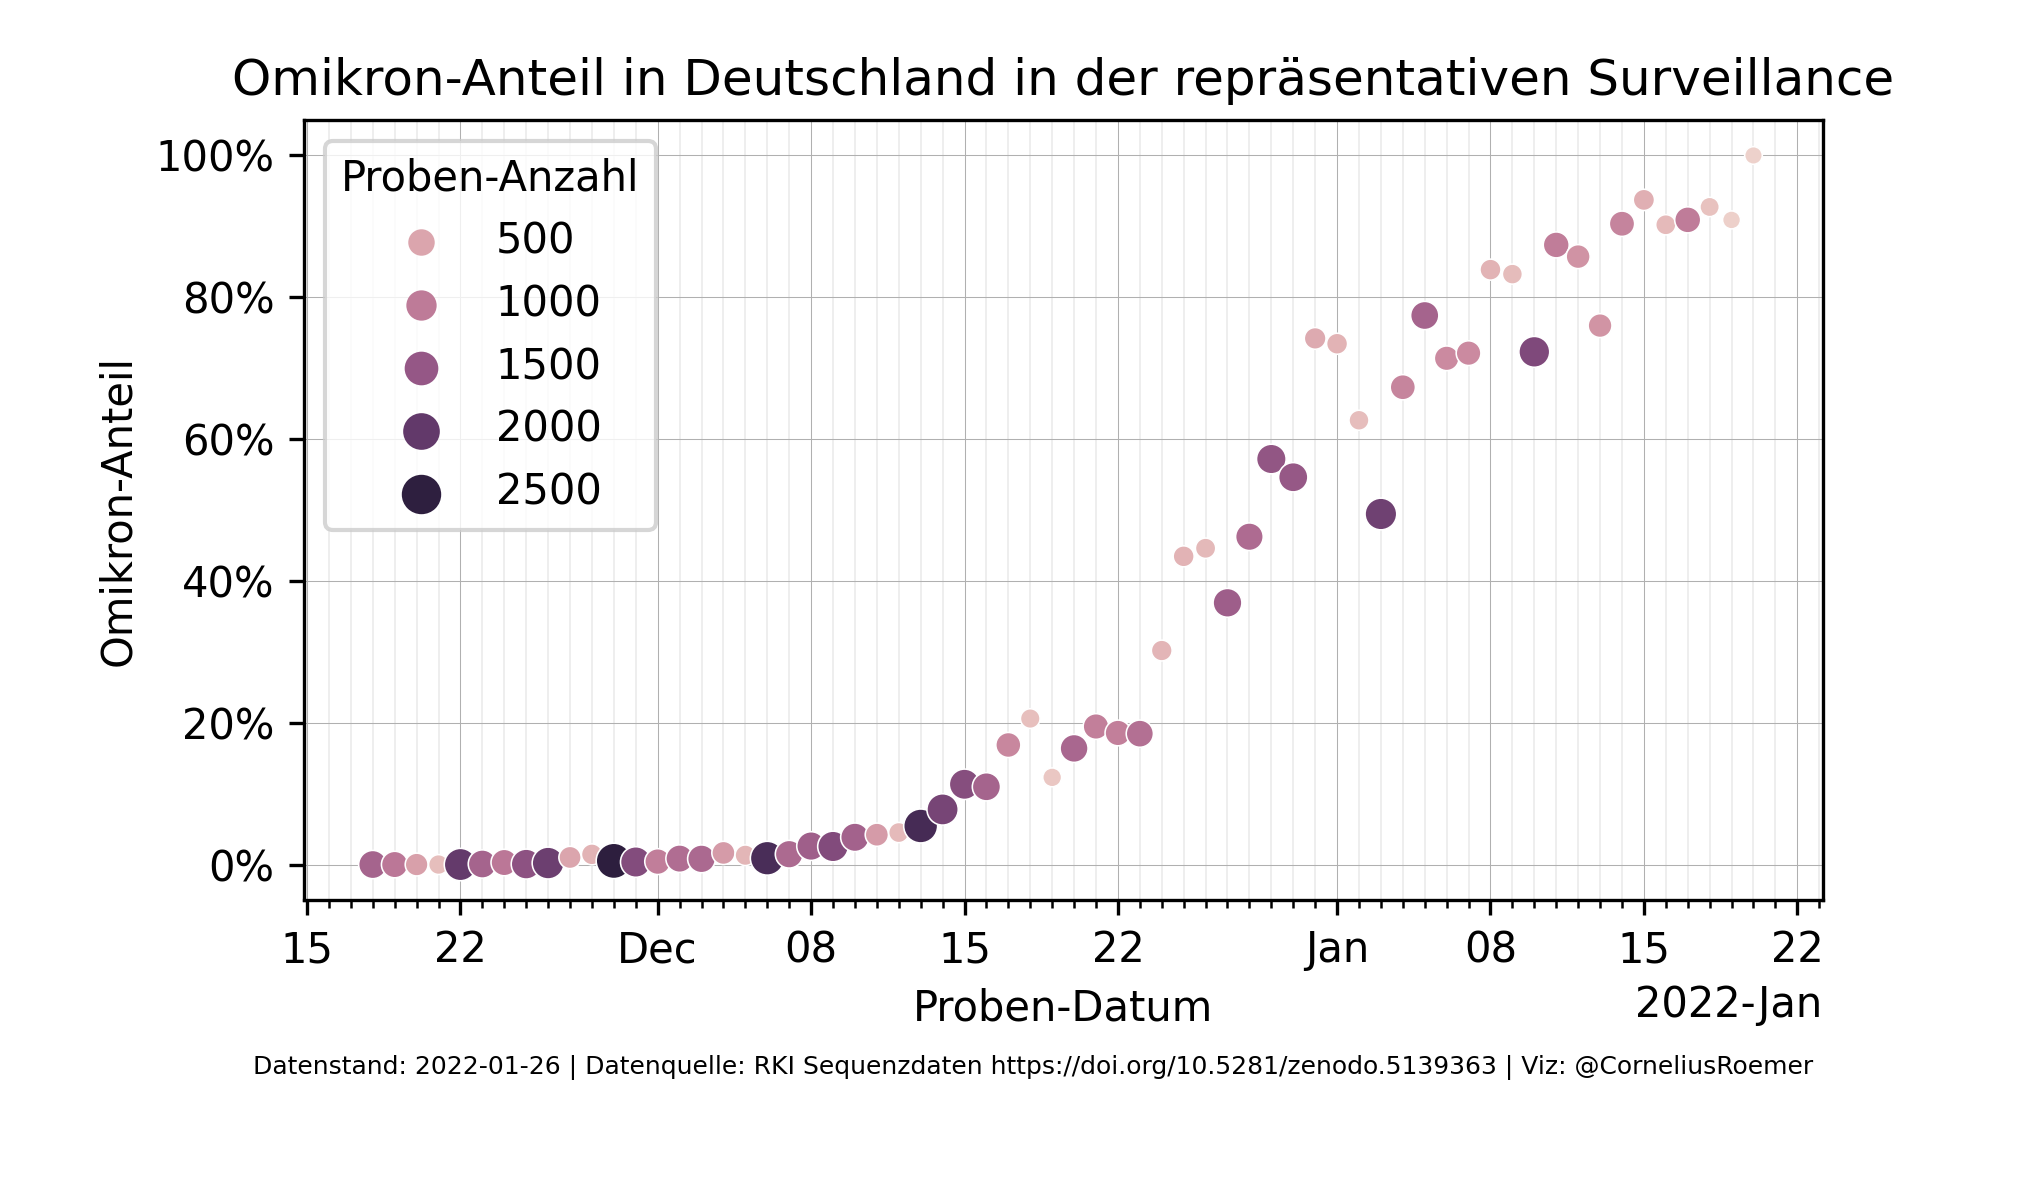 Omikron-Anteil in Deutschland in der repräsentativen Surveillance
Proben-Anzahl
500
1000
1500
2000
2500
Omikron-Anteil
100%
80%
60%
40%
20%
0%
15 22 Dec 08 15 22 Jan 08 15 22
Proben-Datum
2022-Jan
Datenstand: 2022-01-26 | Datenquelle: RKI Sequenzdaten https://doi.org/10.5281/zenodo.5139363 | Viz: @CorneliusRoemer